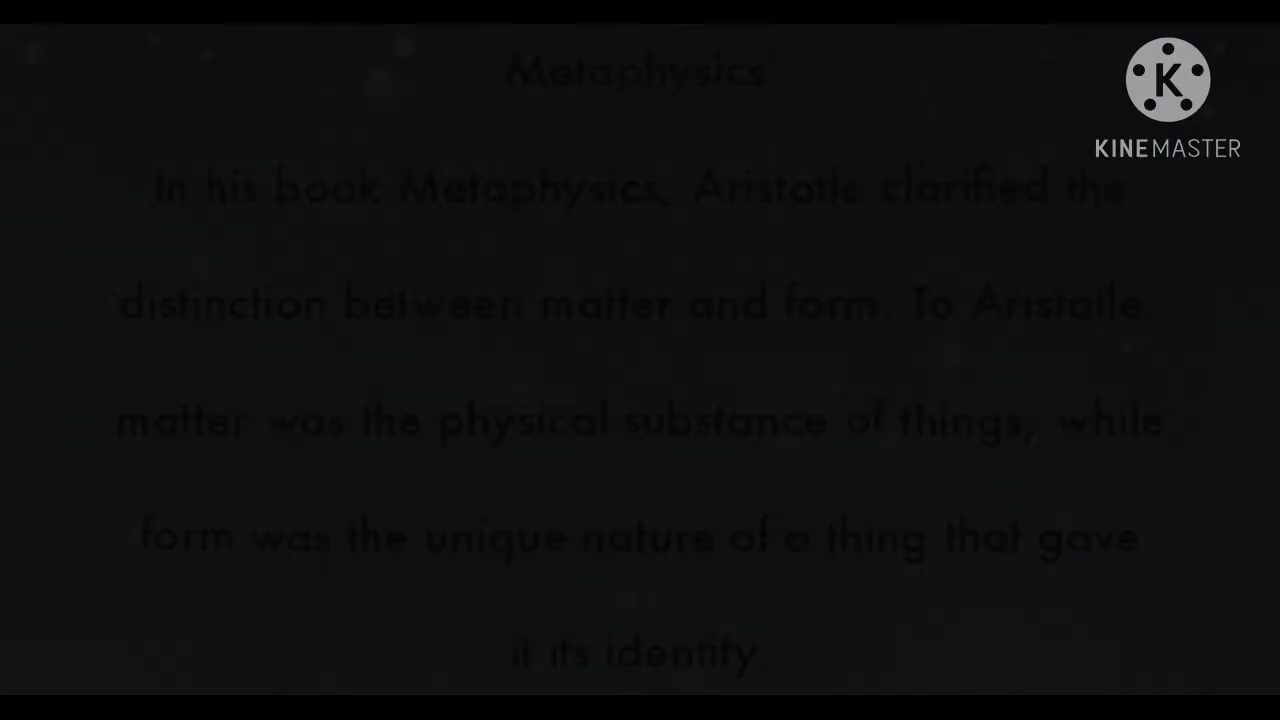 Metaphysics'
K
KINEMASTER
In his book Metaphysics, Aristotle clarified the
distinction between matter and form. To Aristotle,
matter was the physical substance of things, while
form was the unique nature of a thing that gave
it its identity.